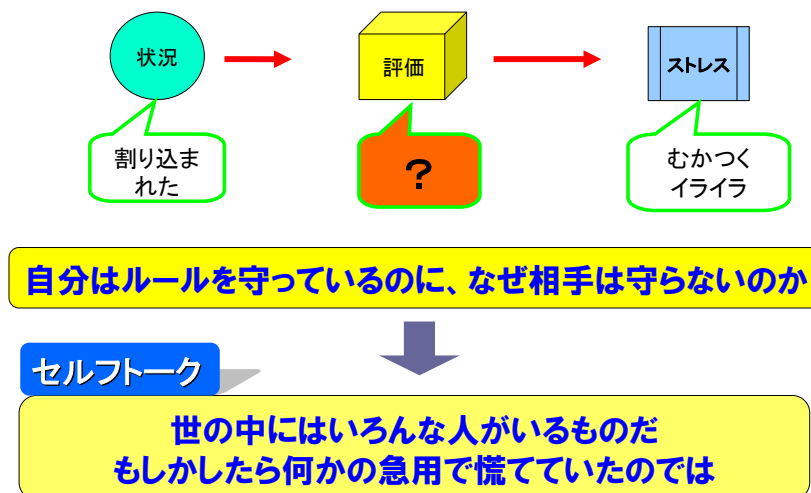 状況
評価
ストレス
割り込ま
れた
？
むかつく
イライラ
自分はルールを守っているのに、なぜ相手は守らないのか
セルフトーク
世の中にはいろんな人がいるものだ
もしかしたら何かの急用で慌てていたのでは